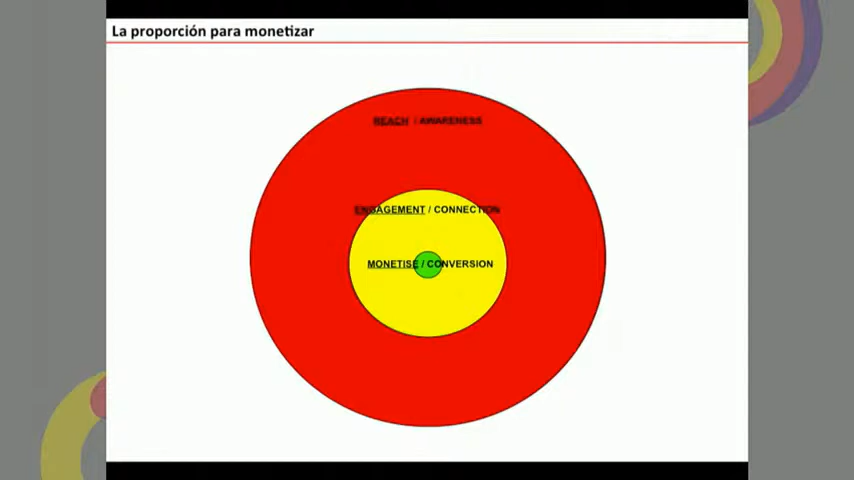 La proporción para monetizar
REACH / AWARENESS
ENGAGEMENT / CONNECTION
MONETISE / CONVERSION